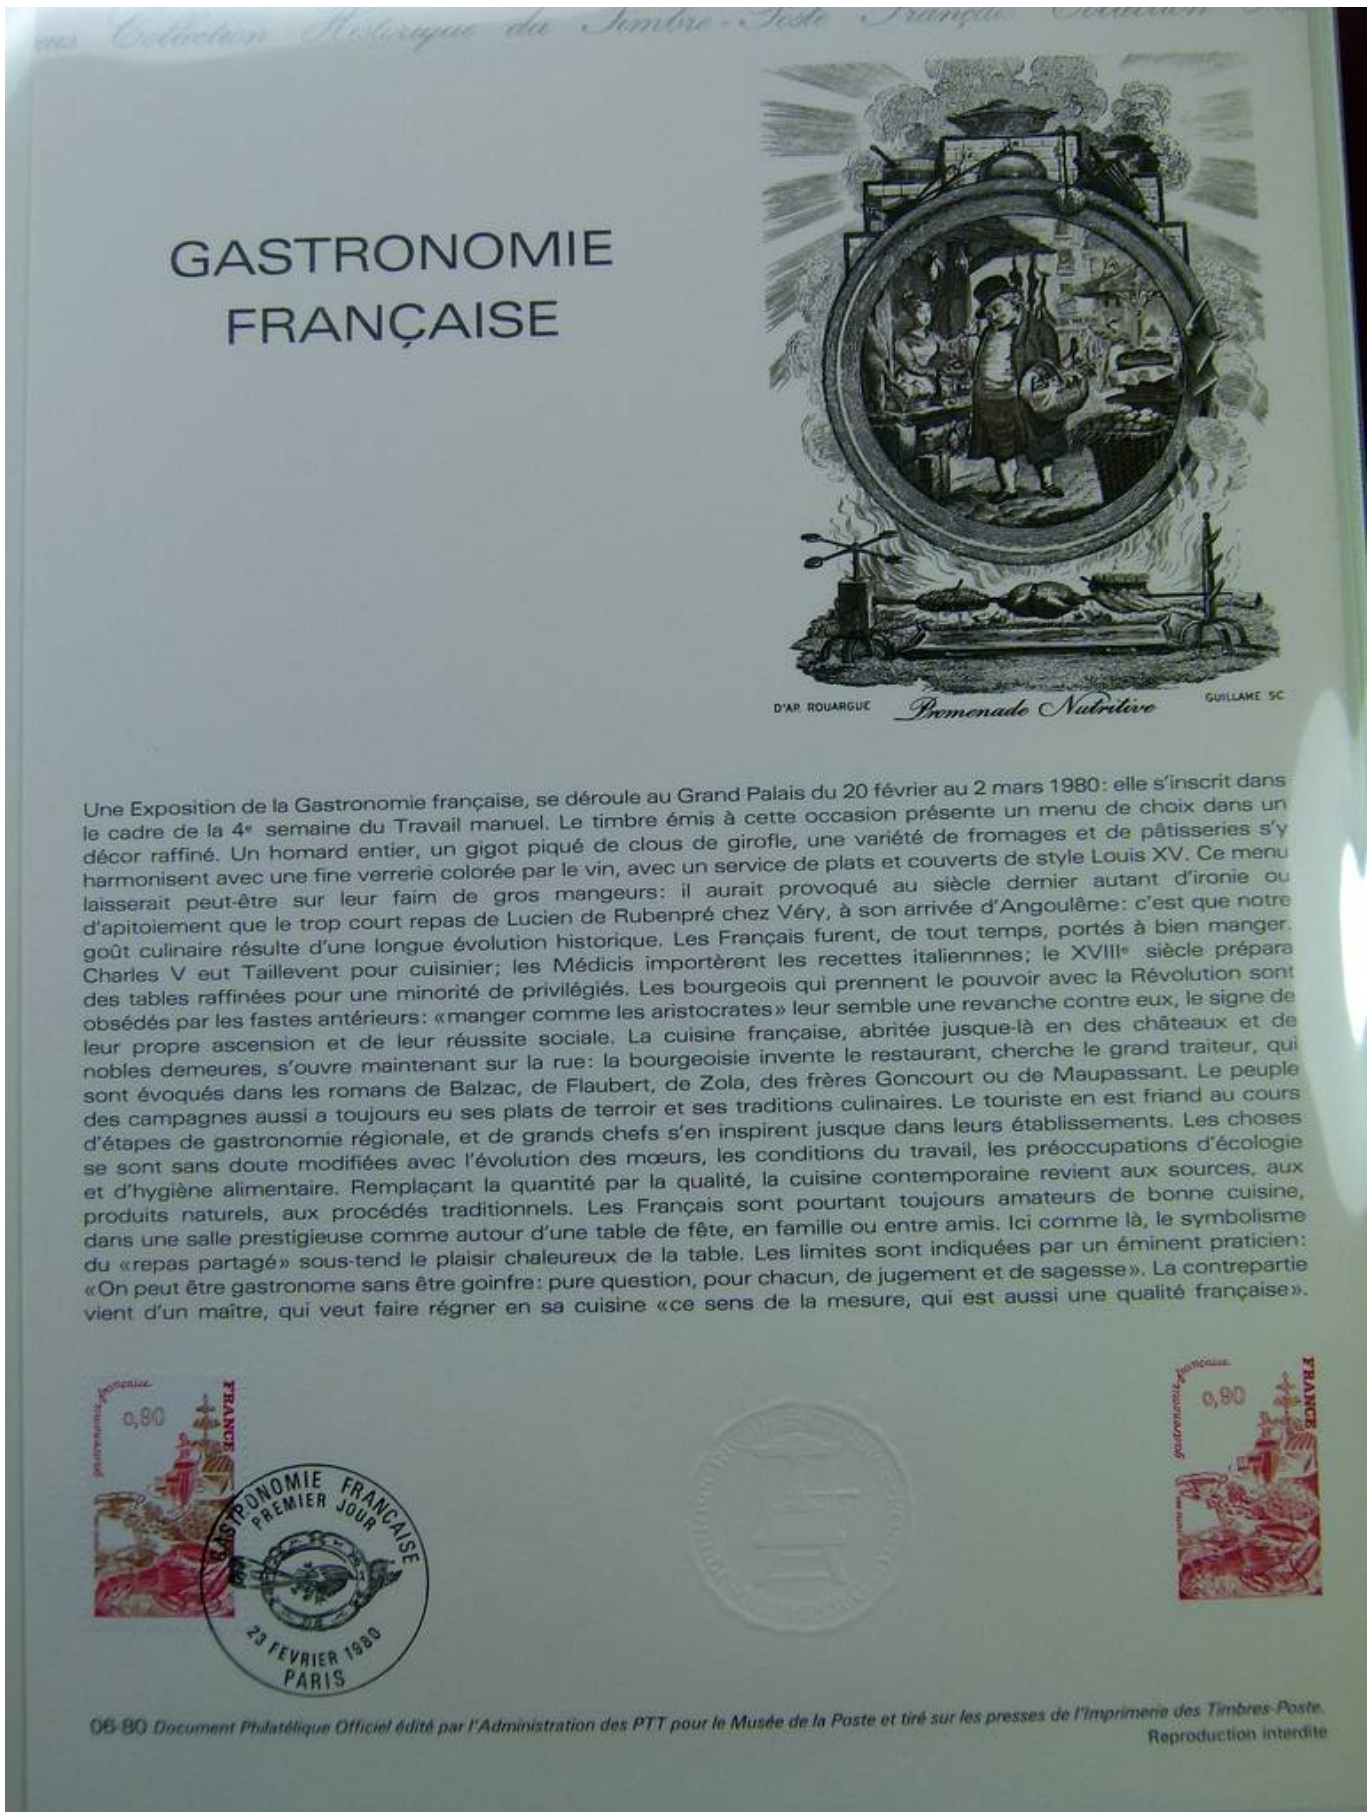 Collection Historique du Timbre-Poste Français Collection
GASTRONOMIE
FRANÇAISE
D'AP. ROUARGUE
Promenade Nutritive
GUILLAME SC
Une Exposition de la Gastronomie française, se déroule au Grand Palais du 20 février au 2 mars 1980: elle s'inscrit dans
le cadre de la 4e semaine du Travail manuel. Le timbre émis à cette occasion présente un menu de choix dans un
décor raffiné. Un homard entier, un gigot piqué de clous de girofle, une variété de fromages et de pâtisseries s'y
harmonisent avec une fine verrerie colorée par le vin, avec un service de plats et couverts de style Louis XV. Ce menu
laisserait peut-être sur leur faim de gros mangeurs: il aurait provoqué au siècle dernier autant d'ironie ou
d'apitoiement que le trop court repas de Lucien de Rubenpré chez Véry, à son arrivée d'Angoulême: c'est que notre
goût culinaire résulte d'une longue évolution historique. Les Français furent, de tout temps, portés à bien manger.
Charles V eut Taillevent pour cuisinier; les Médicis importèrent les recettes italiennnes; le XVIIIe siècle prépara
des tables raffinées pour une minorité de privilégiés. Les bourgeois qui prennent le pouvoir avec la Révolution sont
obsédés par les fastes antérieurs: «manger comme les aristocrates» leur semble une revanche contre eux, le signe de
leur propre ascension et de leur réussite sociale. La cuisine française, abritée jusque-là en des châteaux et de
nobles demeures, s'ouvre maintenant sur la rue: la bourgeoisie invente le restaurant, cherche le grand traiteur, qui
sont évoqués dans les romans de Balzac, de Flaubert, de Zola, des frères Goncourt ou de Maupassant. Le peuple
des campagnes aussi a toujours eu ses plats de terroir et ses traditions culinaires. Le touriste en est friand au cours
d'étapes de gastronomie régionale, et de grands chefs s'en inspirent jusque dans leurs établissements. Les choses
se sont sans doute modifiées avec l'évolution des mœurs, les conditions du travail, les préoccupations d'écologie
et d'hygiène alimentaire. Remplaçant la quantité par la qualité, la cuisine contemporaine revient aux sources, aux
produits naturels, aux procédés traditionnels. Les Français sont pourtant toujours amateurs de bonne cuisine,
dans une salle prestigieuse comme autour d'une table de fête, en famille ou entre amis. Ici comme là, le symbolisme
du «repas partagé» sous-tend le plaisir chaleureux de la table. Les limites sont indiquées par un éminent praticien:
«On peut être gastronome sans être goinfre: pure question, pour chacun, de jugement et de sagesse». La contrepartie
vient d'un maître, qui veut faire régner en sa cuisine «ce sens de la mesure, qui est aussi une qualité française».
gastronomie française
0,80
FRANCE
GASTRONOMIE FRANÇAISE
PREMIER JOUR
23 FEVRIER 1980
PARIS
gastronomie française
0,80
FRANCE
06-80 Document Philatélique Officiel édité par l'Administration des PTT pour le Musée de la Poste et tiré sur les presses de l'Imprimerie des Timbres-Poste.
Reproduction interdite